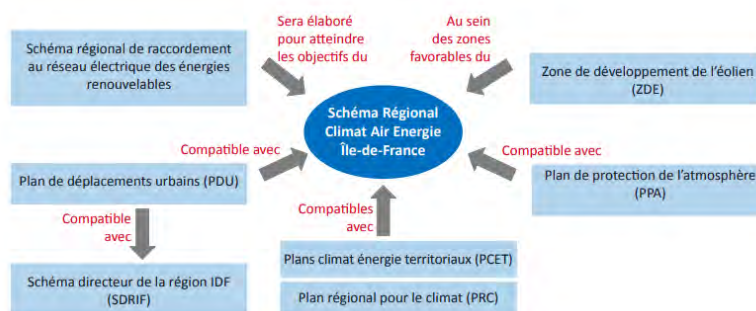 Sera élaboré
pour atteindre
les objectifs du
Au sein
des zones
favorables du
Schéma régional de raccordement
au réseau électrique des énergies
renouvelables
Zone de développement de l'éolien
(ZDE)
Schéma Régional
Climat Air Energie
Île-de-France
Compatible avec
Compatible avec
Plan de déplacements urbains (PDU)
Plan de protection de l'atmosphère
(PPA)
Compatible
avec
Compatibles
avec
Schéma directeur de la région IDF
(SDRIF)
Plans climat énergie territoriaux (PCET)
Plan régional pour le climat (PRC)